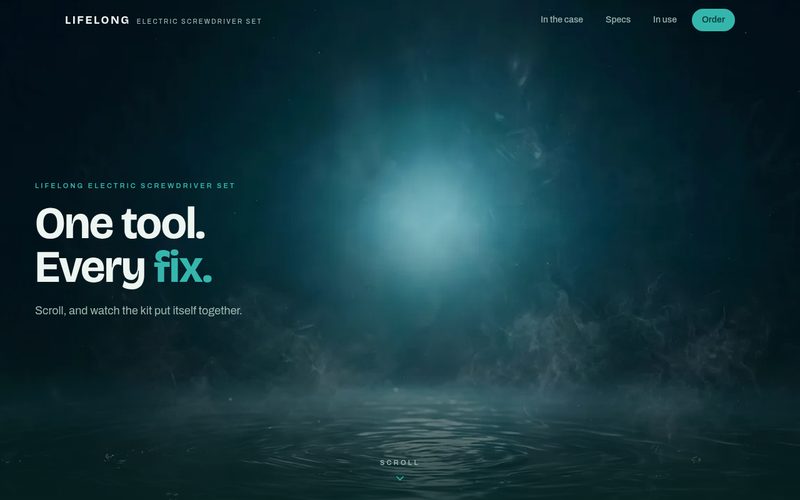 LIFELONG ELECTRIC SCREWDRIVER SET
In the case
Specs
In use
Order
LIFELONG ELECTRIC SCREWDRIVER SET
One tool.
Every fix.
Scroll, and watch the kit put itself together.
SCROLL